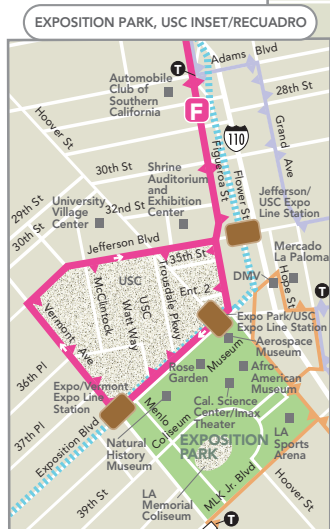 EXPOSITION PARK, USC INSET/RECUADRO
Adams Blvd
T
Automobile
Club of
Southern
California
28th St
F
Hoover St
110
Grand Ave
Figueroa St
Flower St
30th St
Shrine
Auditorium
and
Exhibition
Center
29th St
32nd St
University
Village
Center
30th St
Jefferson/
USC Expo
Line Station
Jefferson Blvd
35th St
Mercado
La Paloma
USC
DMV
Hope St
T
McClintock
USC
Watt Way
Trousdale Pkwy
Ent. 2
Vermont Ave
Expo Park/USC
Expo Line Station
Aerospace
Museum
Museum
36th Pl
Rose
Garden
Afro-
American
Museum
Expo/Vermont
Expo Line
Station
Cal. Science
Center/Imax
Theater
Menlo
Coliseum
37th Pl
Exposition Blvd
Natural
History
Museum
EXPOSITION
PARK
LA
Sports
Arena
39th St
LA
Memorial
Coliseum
MLK Jr. Blvd
Hoover St
T